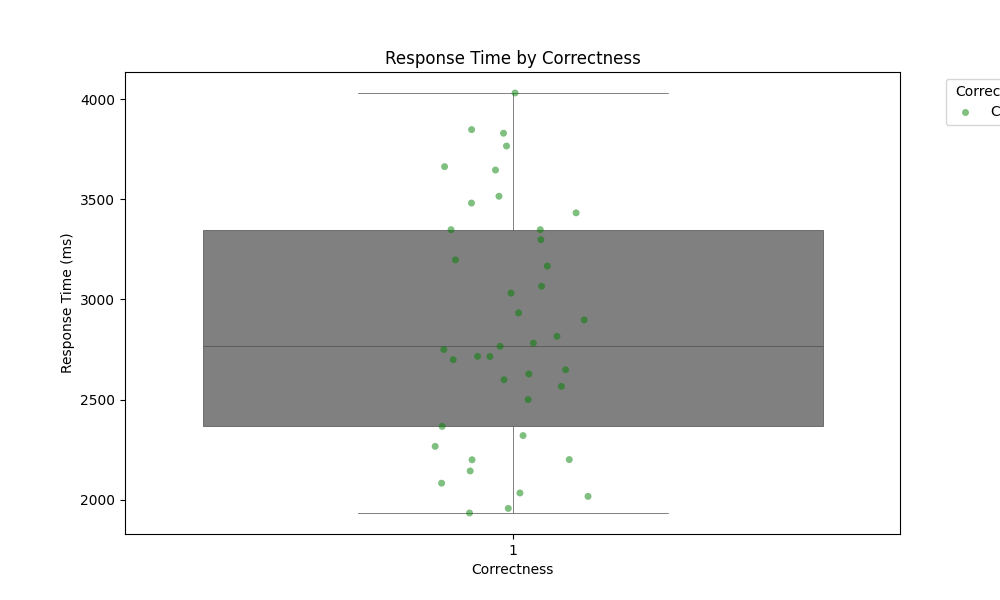 Response Time by Correctness
4000
3500
3000
2500
2000
Response Time (ms)
1
Correctness
Correc
C